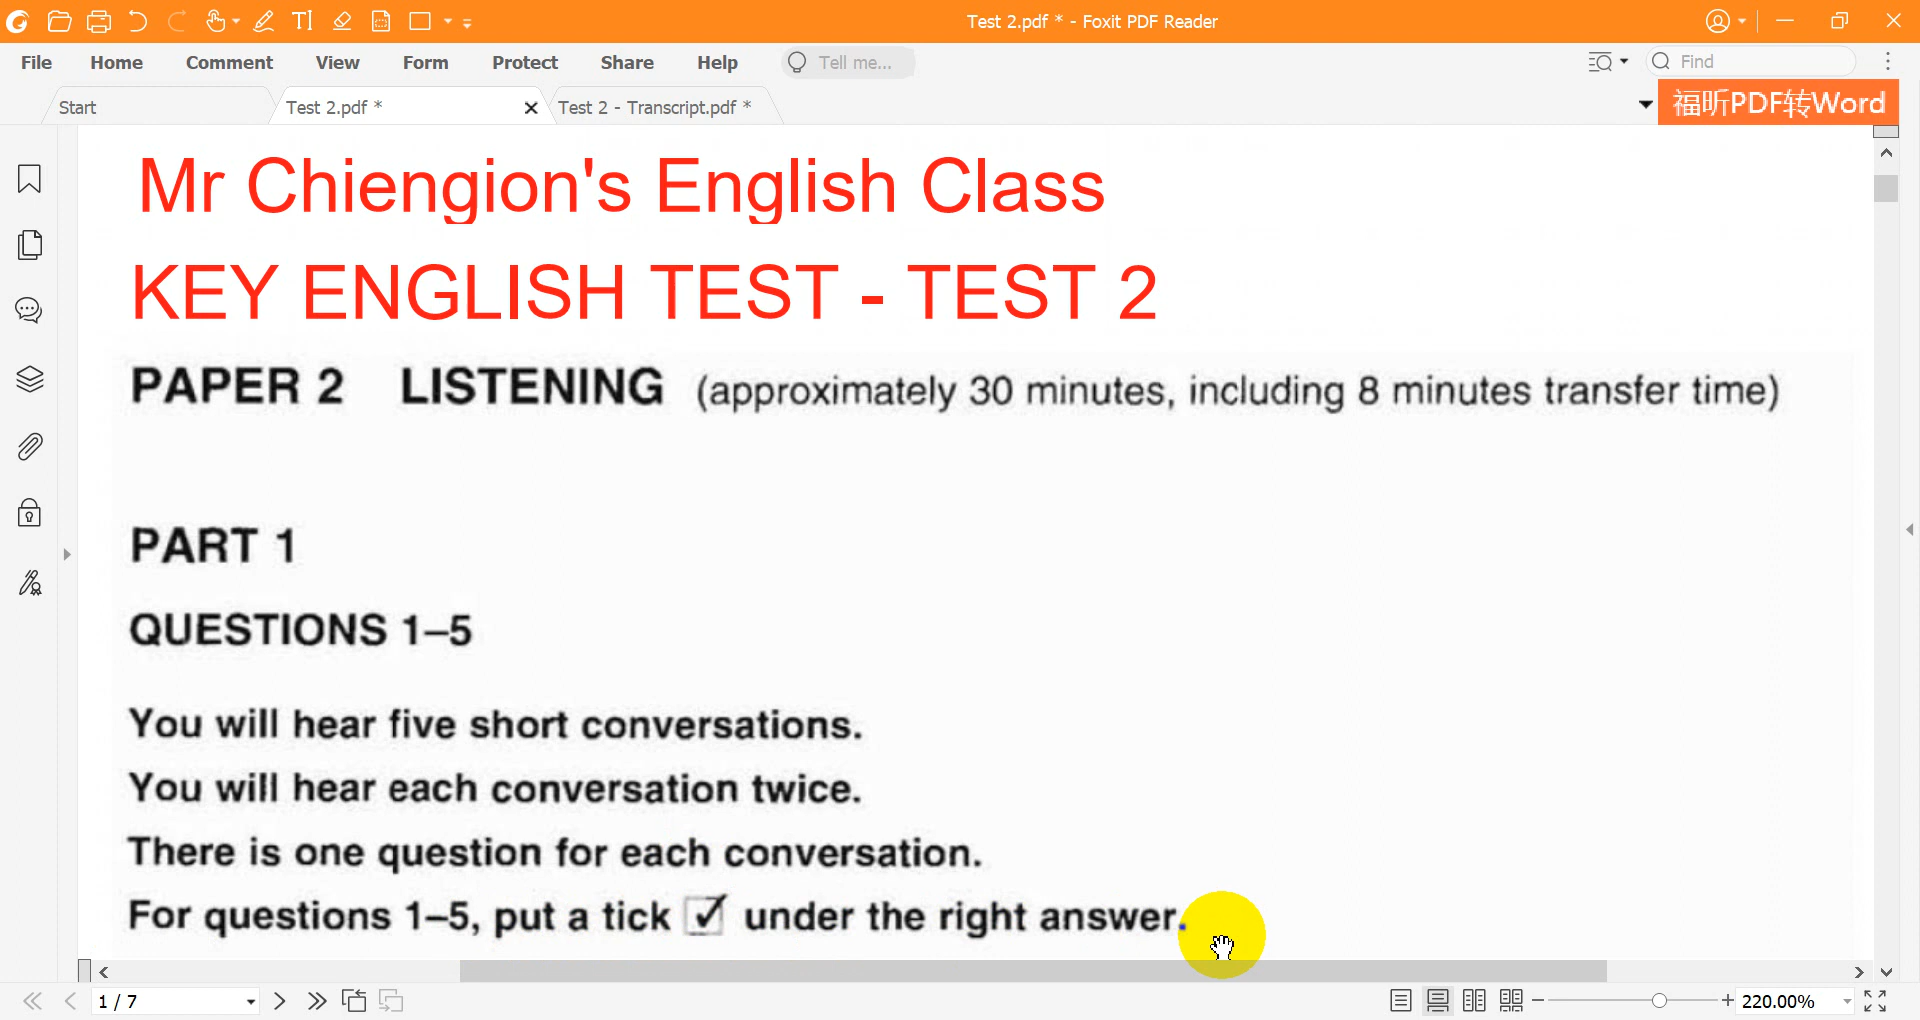 Test 2.pdf * - Foxit PDF Reader
File Home Comment View Form Protect Share Help Tell me... Find
Start Test 2.pdf * Test 2 - Transcript.pdf * 福昕PDF转Word
Mr Chiengion's English Class
KEY ENGLISH TEST - TEST 2
PAPER 2 LISTENING (approximately 30 minutes, including 8 minutes transfer time)
PART 1
QUESTIONS 1–5
You will hear five short conversations.
You will hear each conversation twice.
There is one question for each conversation.
For questions 1–5, put a tick ☑ under the right answer.
1 / 7 220.00%